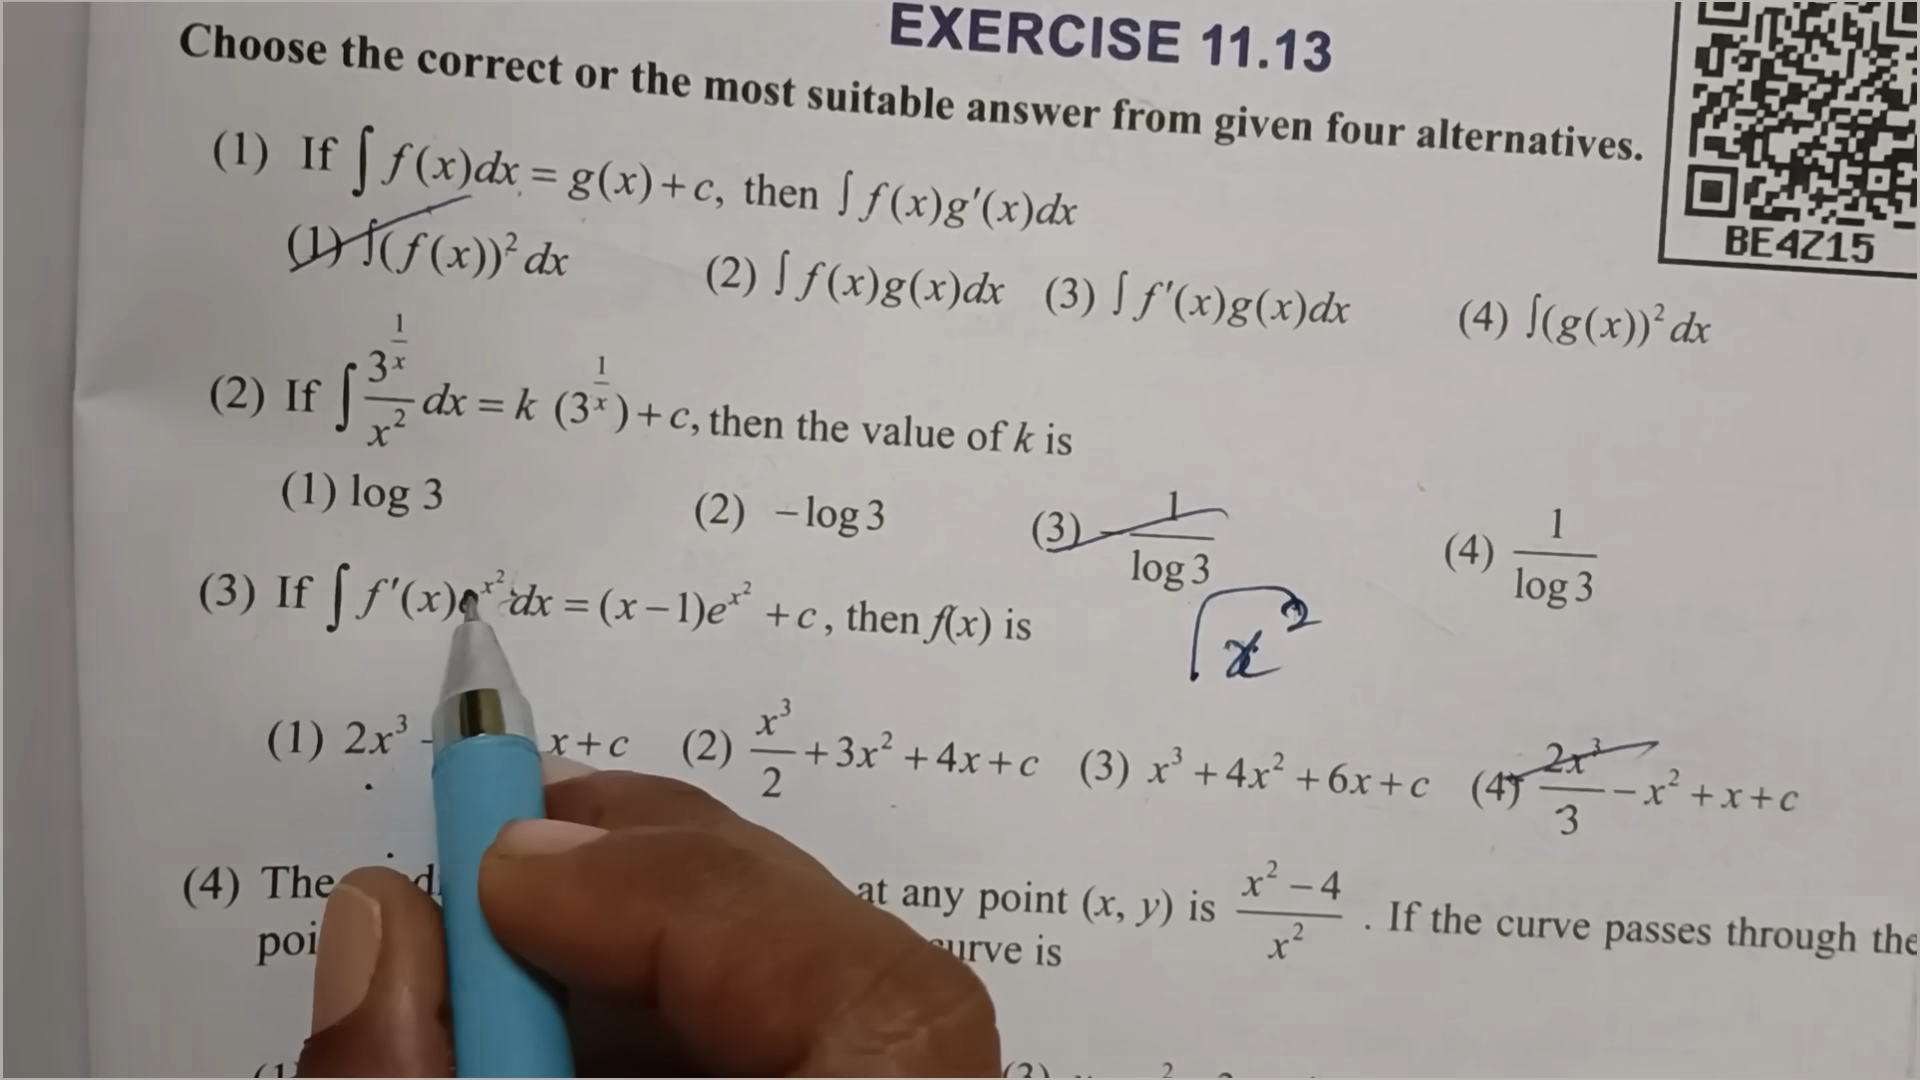 EXERCISE 11.13
Choose the correct or the most suitable answer from given four alternatives.
BE4Z15
(1) If ∫ f(x)dx = g(x)+c, then ∫ f(x)g′(x)dx
(1) ∫(f(x))² dx (2) ∫ f(x)g(x)dx (3) ∫ f′(x)g(x)dx (4) ∫(g(x))² dx
(2) If ∫ 3^(1/x)/x² dx = k (3^(1/x)) + c, then the value of k is
(1) log 3 (2) −log 3 (3) −1/log 3 (4) 1/log 3
(3) If ∫ f′(x)e^(x²) dx = (x−1)e^(x²) + c, then f(x) is
x²
(1) 2x³ - x+c (2) x³/2 + 3x² + 4x + c (3) x³ + 4x² + 6x + c (4) 2x³/3 − x² + x + c
(4) The at any point (x, y) is (x² − 4)/x² . If the curve passes through the
is